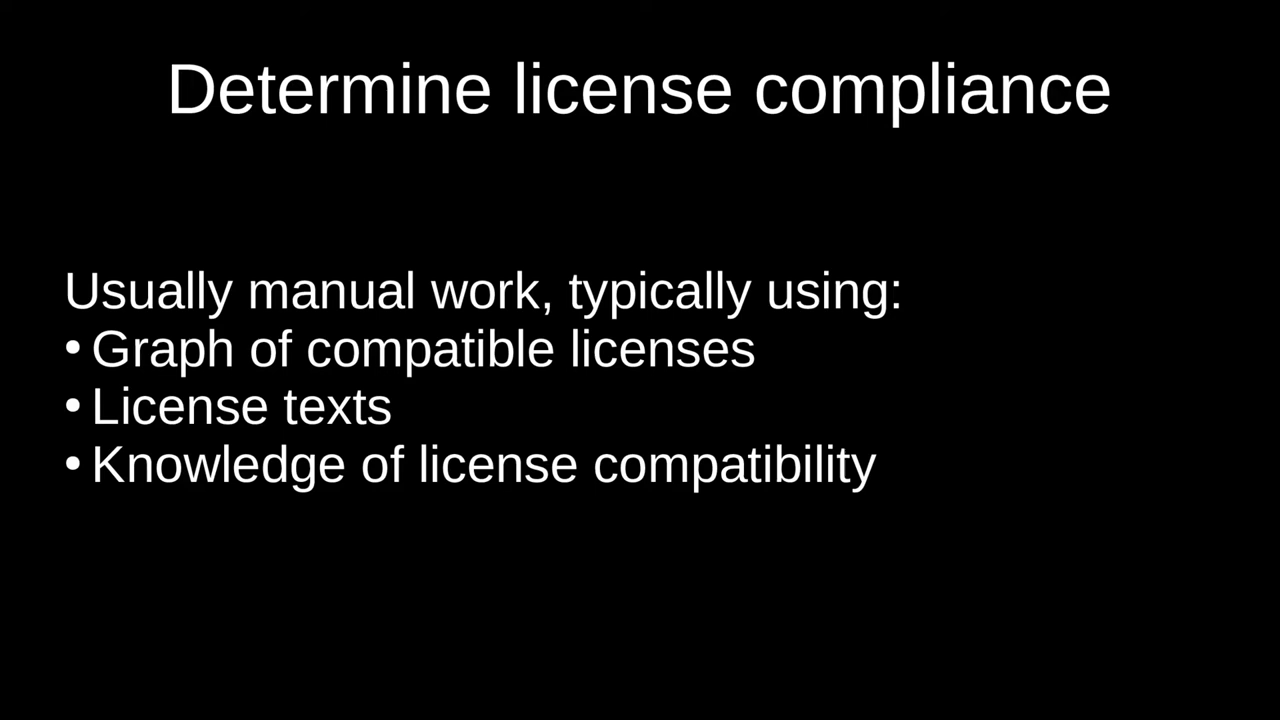 Determine license compliance
Usually manual work, typically using:
• Graph of compatible licenses
• License texts
• Knowledge of license compatibility